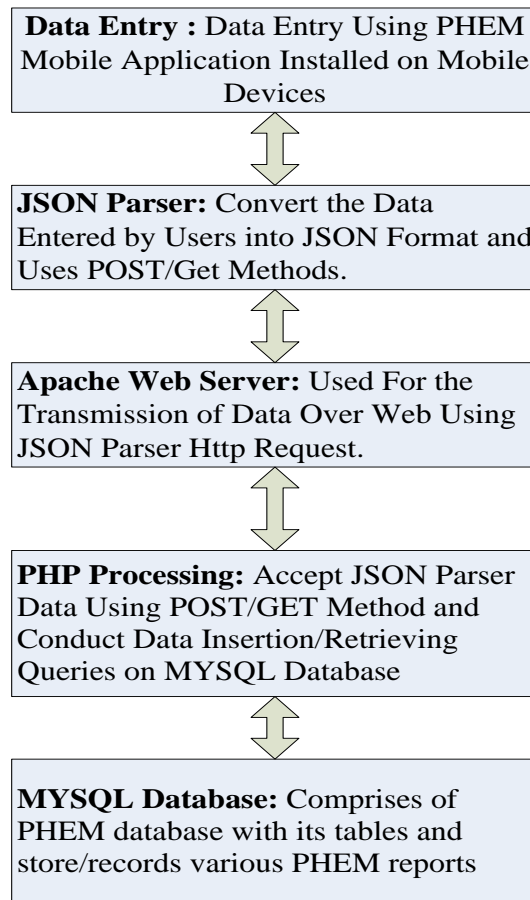 Data Entry : Data Entry Using PHEM
Mobile Application Installed on Mobile
Devices
JSON Parser: Convert the Data
Entered by Users into JSON Format and
Uses POST/Get Methods.
Apache Web Server: Used For the
Transmission of Data Over Web Using
JSON Parser Http Request.
PHP Processing: Accept JSON Parser
Data Using POST/GET Method and
Conduct Data Insertion/Retrieving
Queries on MYSQL Database
MYSQL Database: Comprises of
PHEM database with its tables and
store/records various PHEM reports